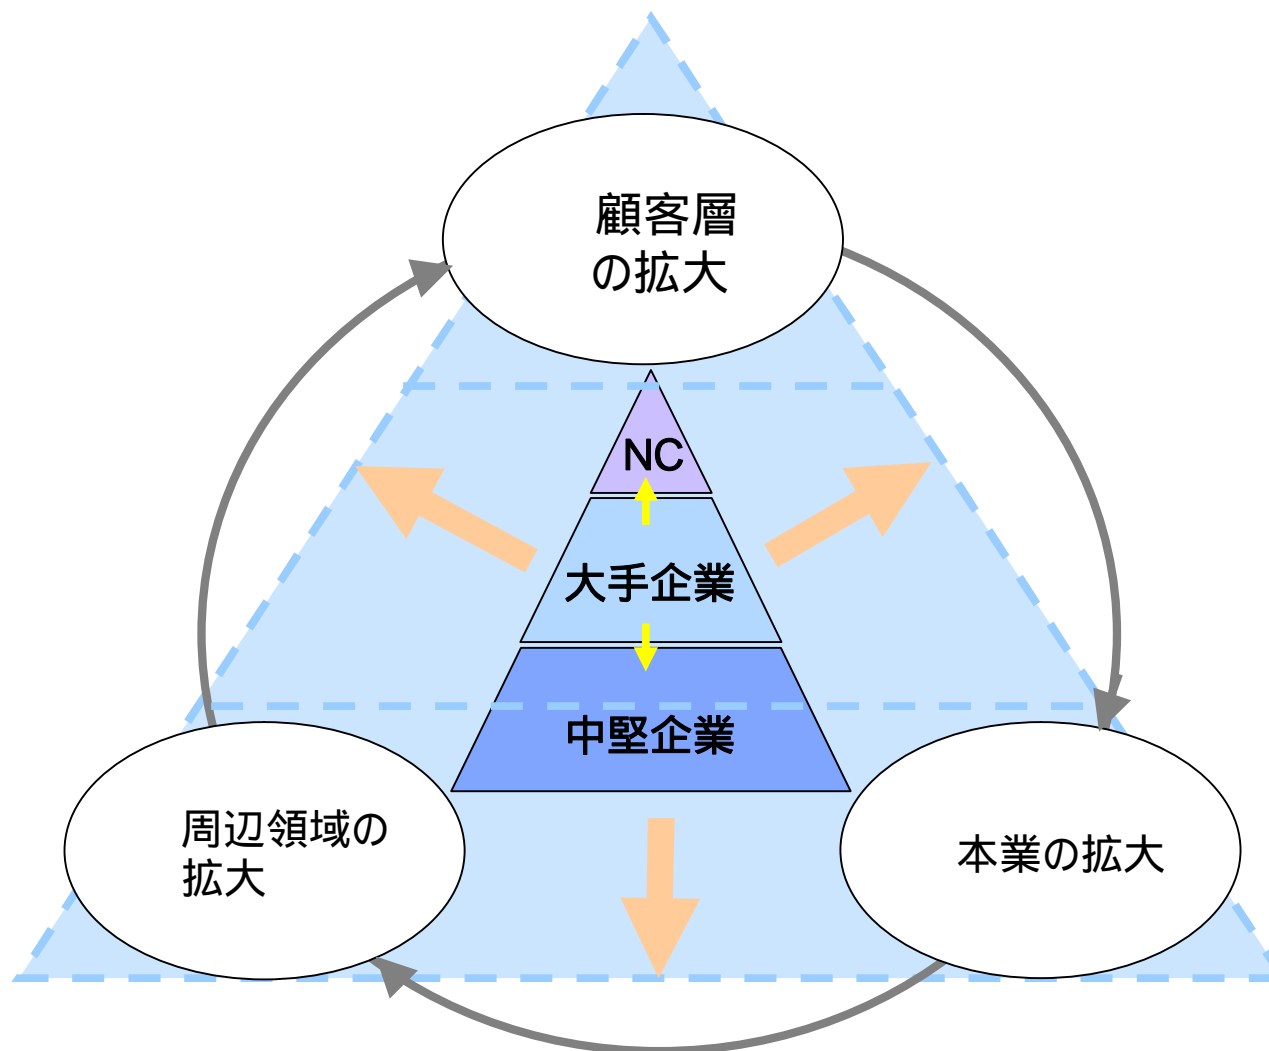 顧客層
の拡大
NC
大手企業
中堅企業
周辺領域の
拡大
本業の拡大